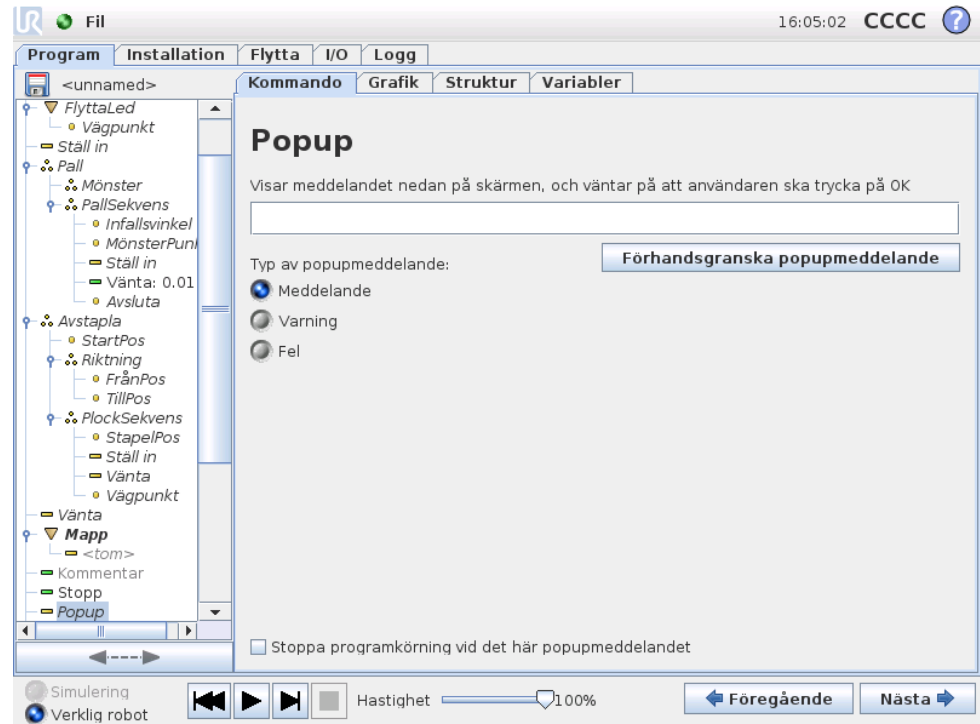 UR Fil 16:05:02 CCCC ?
Program Installation Flytta I/O Logg
<unnamed>
Kommando Grafik Struktur Variabler
FlyttaLed
Vägpunkt
Ställ in
Pall
Mönster
PallSekvens
Infallsvinkel
MönsterPun
Ställ in
Vänta: 0.01
Avsluta
Avstapla
StartPos
Riktning
FrånPos
TillPos
PlockSekvens
StapelPos
Ställ in
Vänta
Vägpunkt
Vänta
Mapp
<tom>
Kommentar
Stopp
Popup
Popup
Visar meddelandet nedan på skärmen, och väntar på att användaren ska trycka på OK
Typ av popupmeddelande:
Förhandsgranska popupmeddelande
Meddelande
Varning
Fel
Stoppa programkörning vid det här popupmeddelandet
Simulering
Verklig robot
Hastighet 100%
Föregående
Nästa